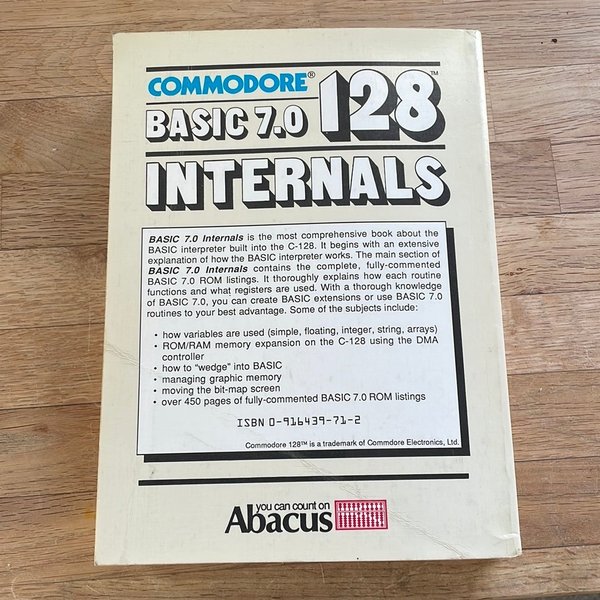 COMMODORE® 128™
BASIC 7.0
INTERNALS
BASIC 7.0 Internals is the most comprehensive book about the
BASIC interpreter built into the C-128. It begins with an extensive
explanation of how the BASIC interpreter works. The main section of
BASIC 7.0 Internals contains the complete, fully-commented
BASIC 7.0 ROM listings. It thoroughly explains how each routine
functions and what registers are used. With a thorough knowledge
of BASIC 7.0, you can create BASIC extensions or use BASIC 7.0
routines to your best advantage. Some of the subjects include:
• how variables are used (simple, floating, integer, string, arrays)
• ROM/RAM memory expansion on the C-128 using the DMA
controller
• how to "wedge" into BASIC
• managing graphic memory
• moving the bit-map screen
• over 450 pages of fully-commented BASIC 7.0 ROM listings
ISBN 0-916439-71-2
Commodore 128™ is a trademark of Commdore Electronics, Ltd.
you can count on
Abacus